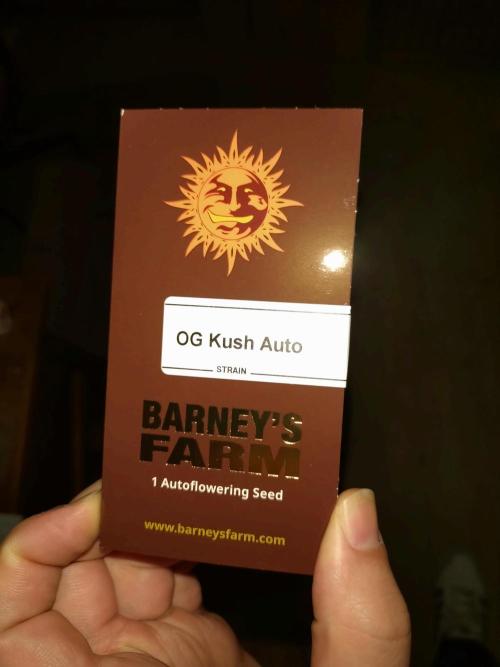 OG Kush Auto
STRAIN
BARNEY'S
FARM
1 Autoflowering Seed
www.barneysfarm.com